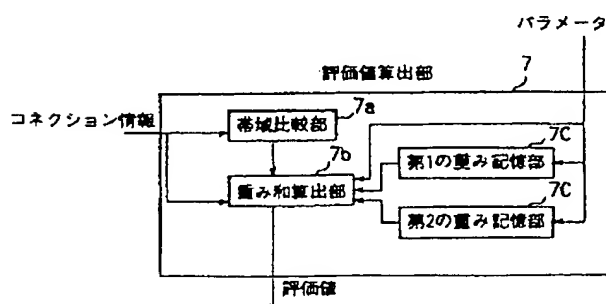 パラメータ
評価値算出部
7
コネクション情報
帯域比較部
7a
重み和算出部
7b
第1の重み記憶部
7C
第2の重み記憶部
7C
評価値